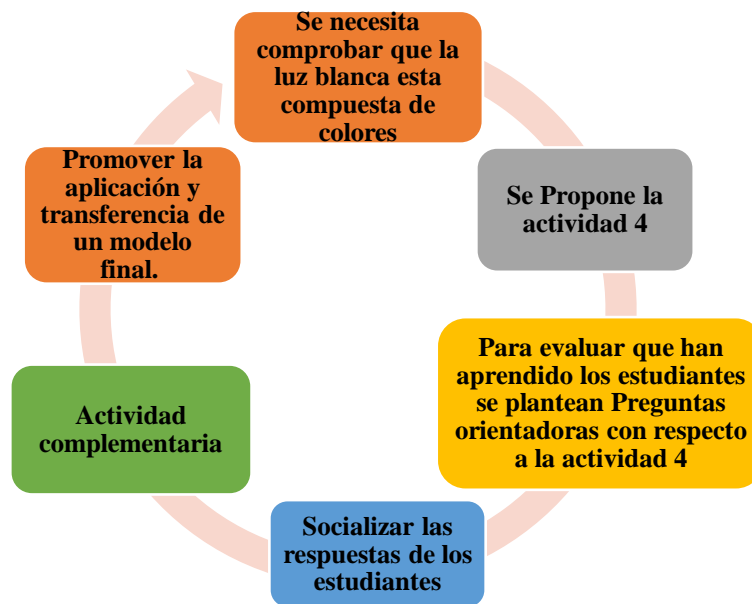 Se necesita
comprobar que la
luz blanca esta
compuesta de
colores
Se Propone la
actividad 4
Para evaluar que han
aprendido los estudiantes
se plantean Preguntas
orientadoras con respecto
a la actividad 4
Socializar las
respuestas de los
estudiantes
Actividad
complementaria
Promover la
aplicación y
transferencia de
un modelo
final.